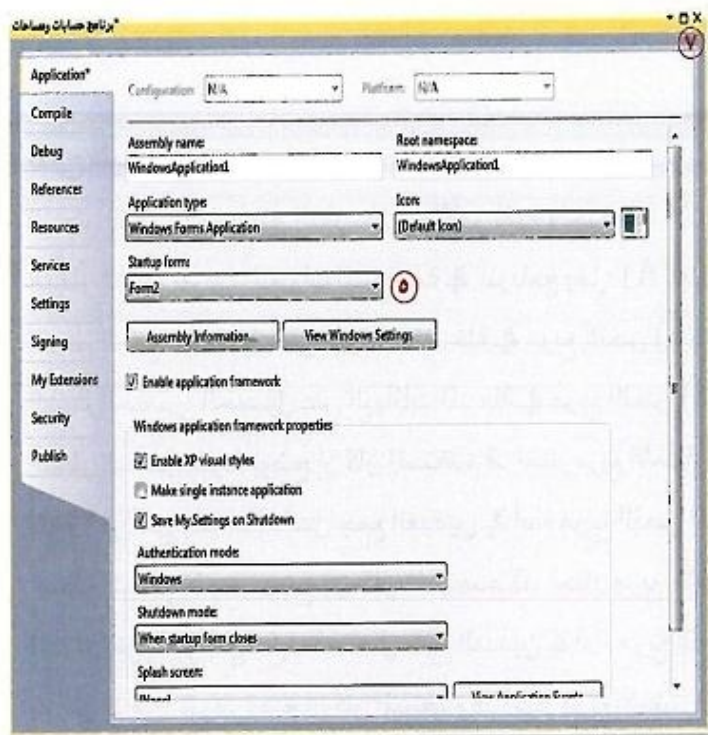 برنامج حسابات ومساحات*
٧
Application*
Compile
Debug
References
Resources
Services
Settings
Signing
My Extensions
Security
Publish
Configuration: N/A Platform: N/A
Assembly name: Root namespace:
WindowsApplication1 WindowsApplication1
Application type: Icon:
Windows Forms Application (Default Icon)
Startup form:
Form2 ٥
Assembly Information... View Windows Settings
Enable application framework
Windows application framework properties
Enable XP visual styles
Make single instance application
Save My.Settings on Shutdown
Authentication mode:
Windows
Shutdown mode:
When startup form closes
Splash screen:
(None) View Application Events